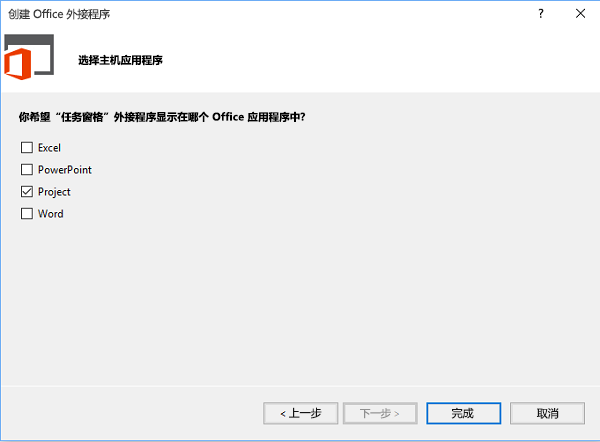 创建 Office 外接程序
?
选择主机应用程序
你希望“任务窗格”外接程序显示在哪个 Office 应用程序中?
Excel
PowerPoint
Project
Word
< 上一步 下一步 > 完成 取消